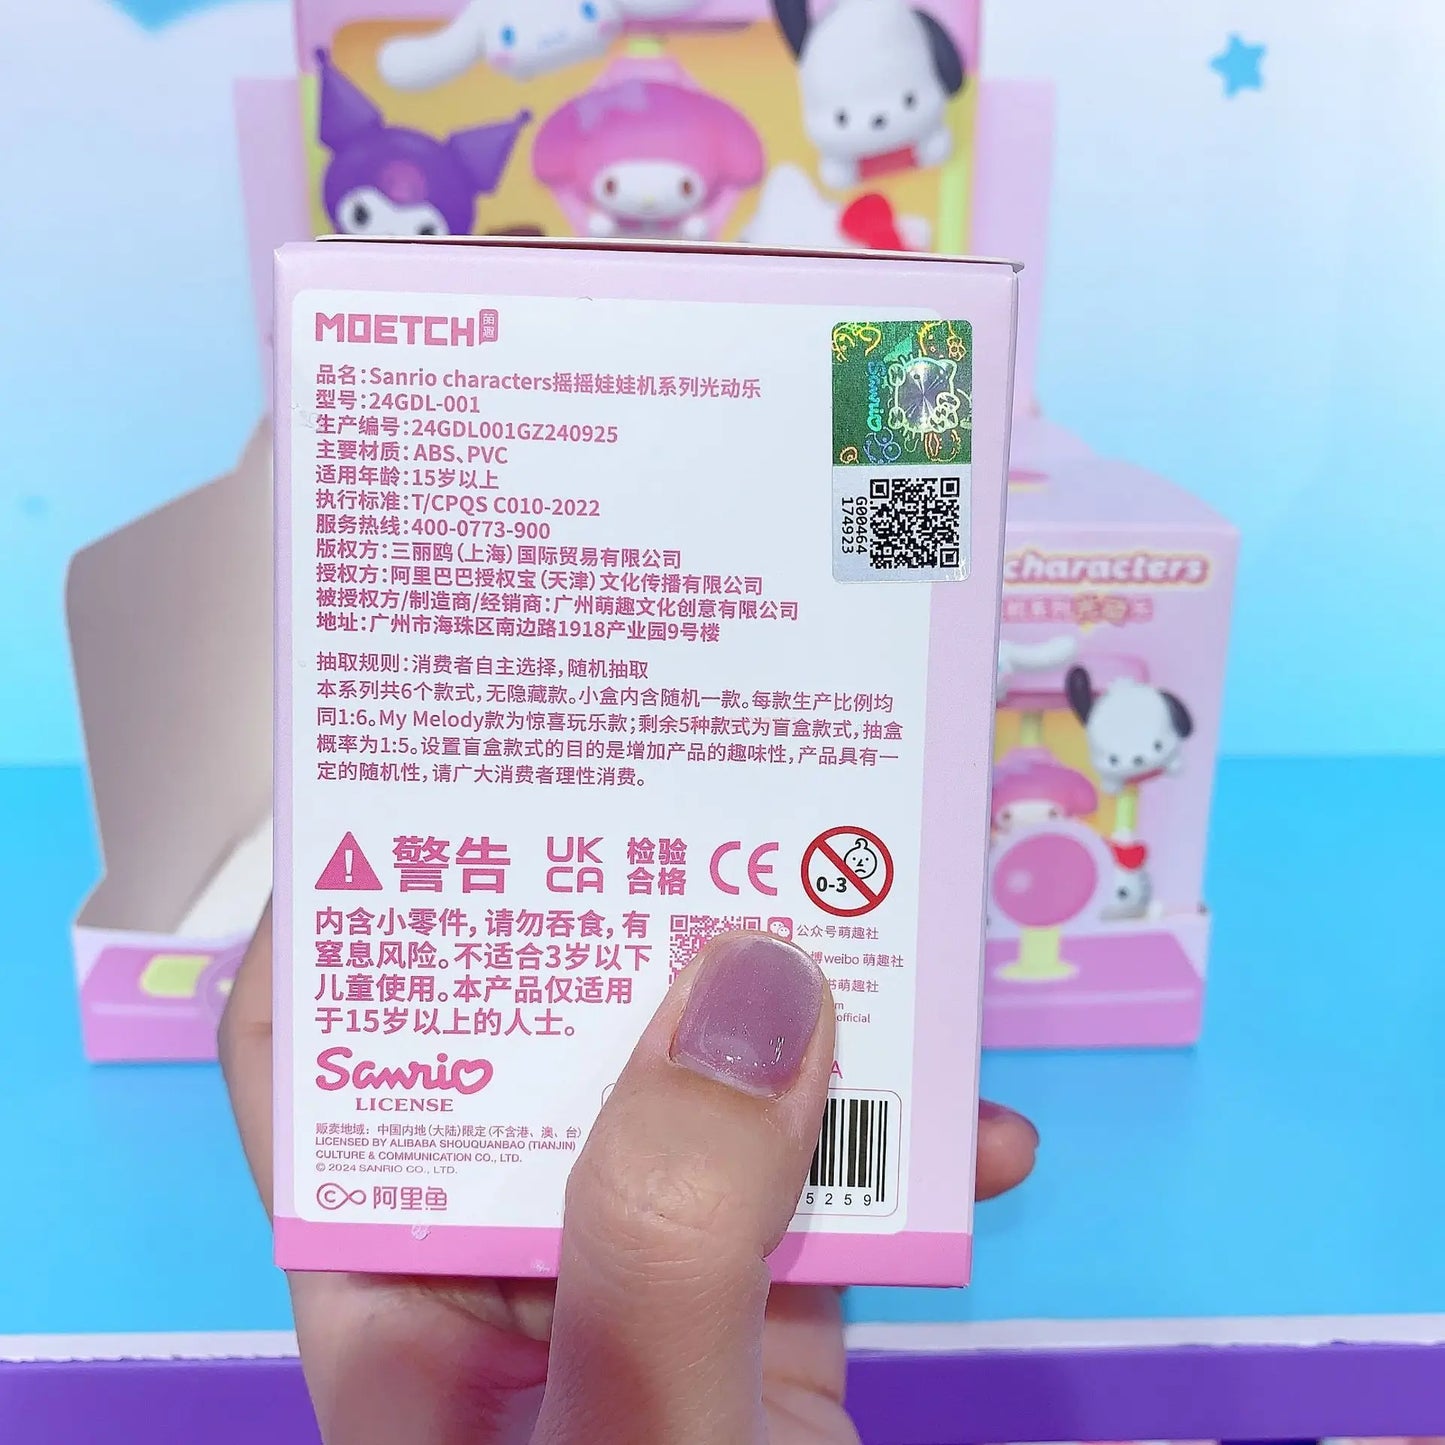 MOETCH 萌趣
品名:Sanrio characters摇摇娃娃机系列光动乐
型号:24GDL-001
生产编号:24GDL001GZ240925
主要材质:ABS、PVC
适用年龄:15岁以上
执行标准:T/CPQS C010-2022
服务热线:400-0773-900
版权方:三丽鸥(上海)国际贸易有限公司
授权方:阿里巴巴授权宝(天津)文化传播有限公司
被授权方/制造商/经销商:广州萌趣文化创意有限公司
地址:广州市海珠区南边路1918产业园9号楼
Sanrio
G00464
174923
抽取规则:消费者自主选择,随机抽取
本系列共6个款式,无隐藏款。小盒内含随机一款。每款生产比例均
同1:6。My Melody款为惊喜玩乐款;剩余5种款式为盲盒款式,抽盒
概率为1:5。设置盲盒款式的目的是增加产品的趣味性,产品具有一
定的随机性,请广大消费者理性消费。
警告 UK CA 检验合格 CE 0-3
内含小零件,请勿吞食,有
窒息风险。不适合3岁以下
儿童使用。本产品仅适用
于15岁以上的人士。
公众号萌趣社
博weibo 萌趣社
书萌趣社
m
official
A
Sanrio
LICENSE
贩卖地域:中国内地(大陆)限定(不含港、澳、台)
LICENSED BY ALIBABA SHOUQUANBAO (TIANJIN)
CULTURE & COMMUNICATION CO., LTD.
© 2024 SANRIO CO., LTD.
阿里鱼
5259
characters